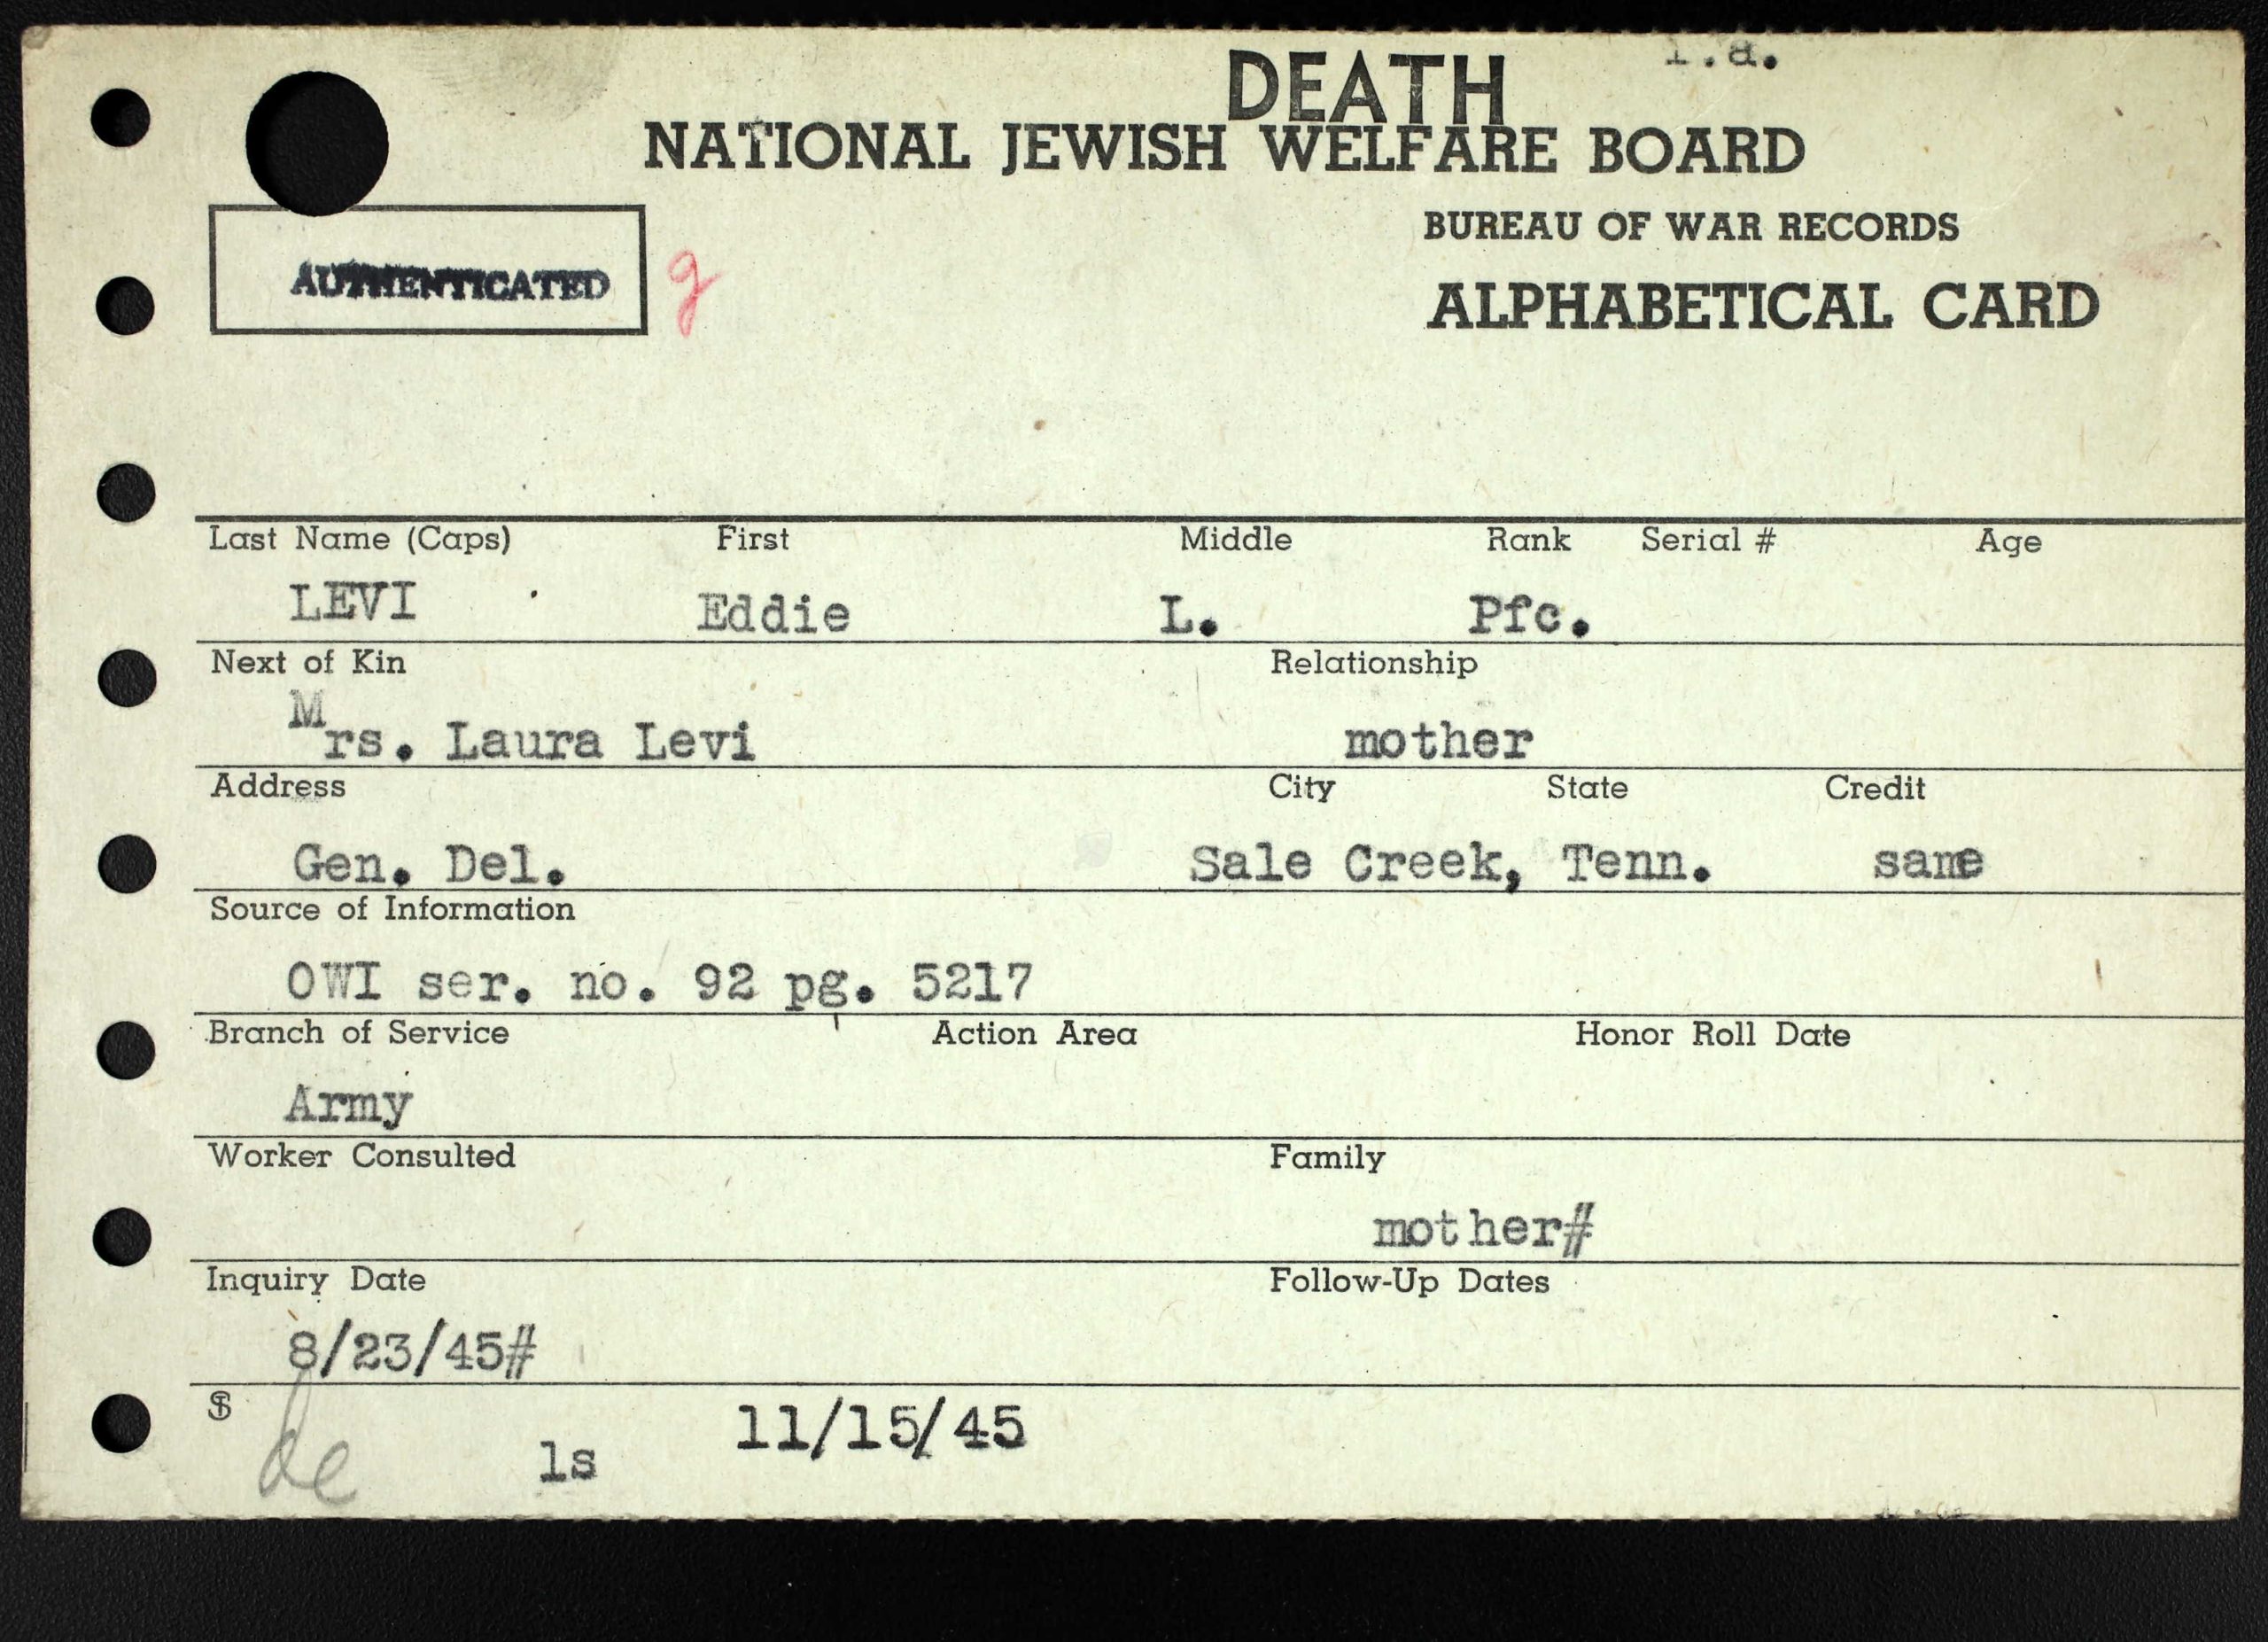 DEATH
NATIONAL JEWISH WELFARE BOARD
BUREAU OF WAR RECORDS
AUTHENTICATED g
ALPHABETICAL CARD
Last Name (Caps) First Middle Rank Serial # Age
LEVI Eddie L. Pfc.
Next of Kin Relationship
Mrs. Laura Levi mother
Address City State Credit
Gen. Del. Sale Creek, Tenn. same
Source of Information
OWI ser. no. 92 pg. 5217
Branch of Service Action Area Honor Roll Date
Army
Worker Consulted Family
mother#
Inquiry Date Follow-Up Dates
8/23/45#
de ls 11/15/45